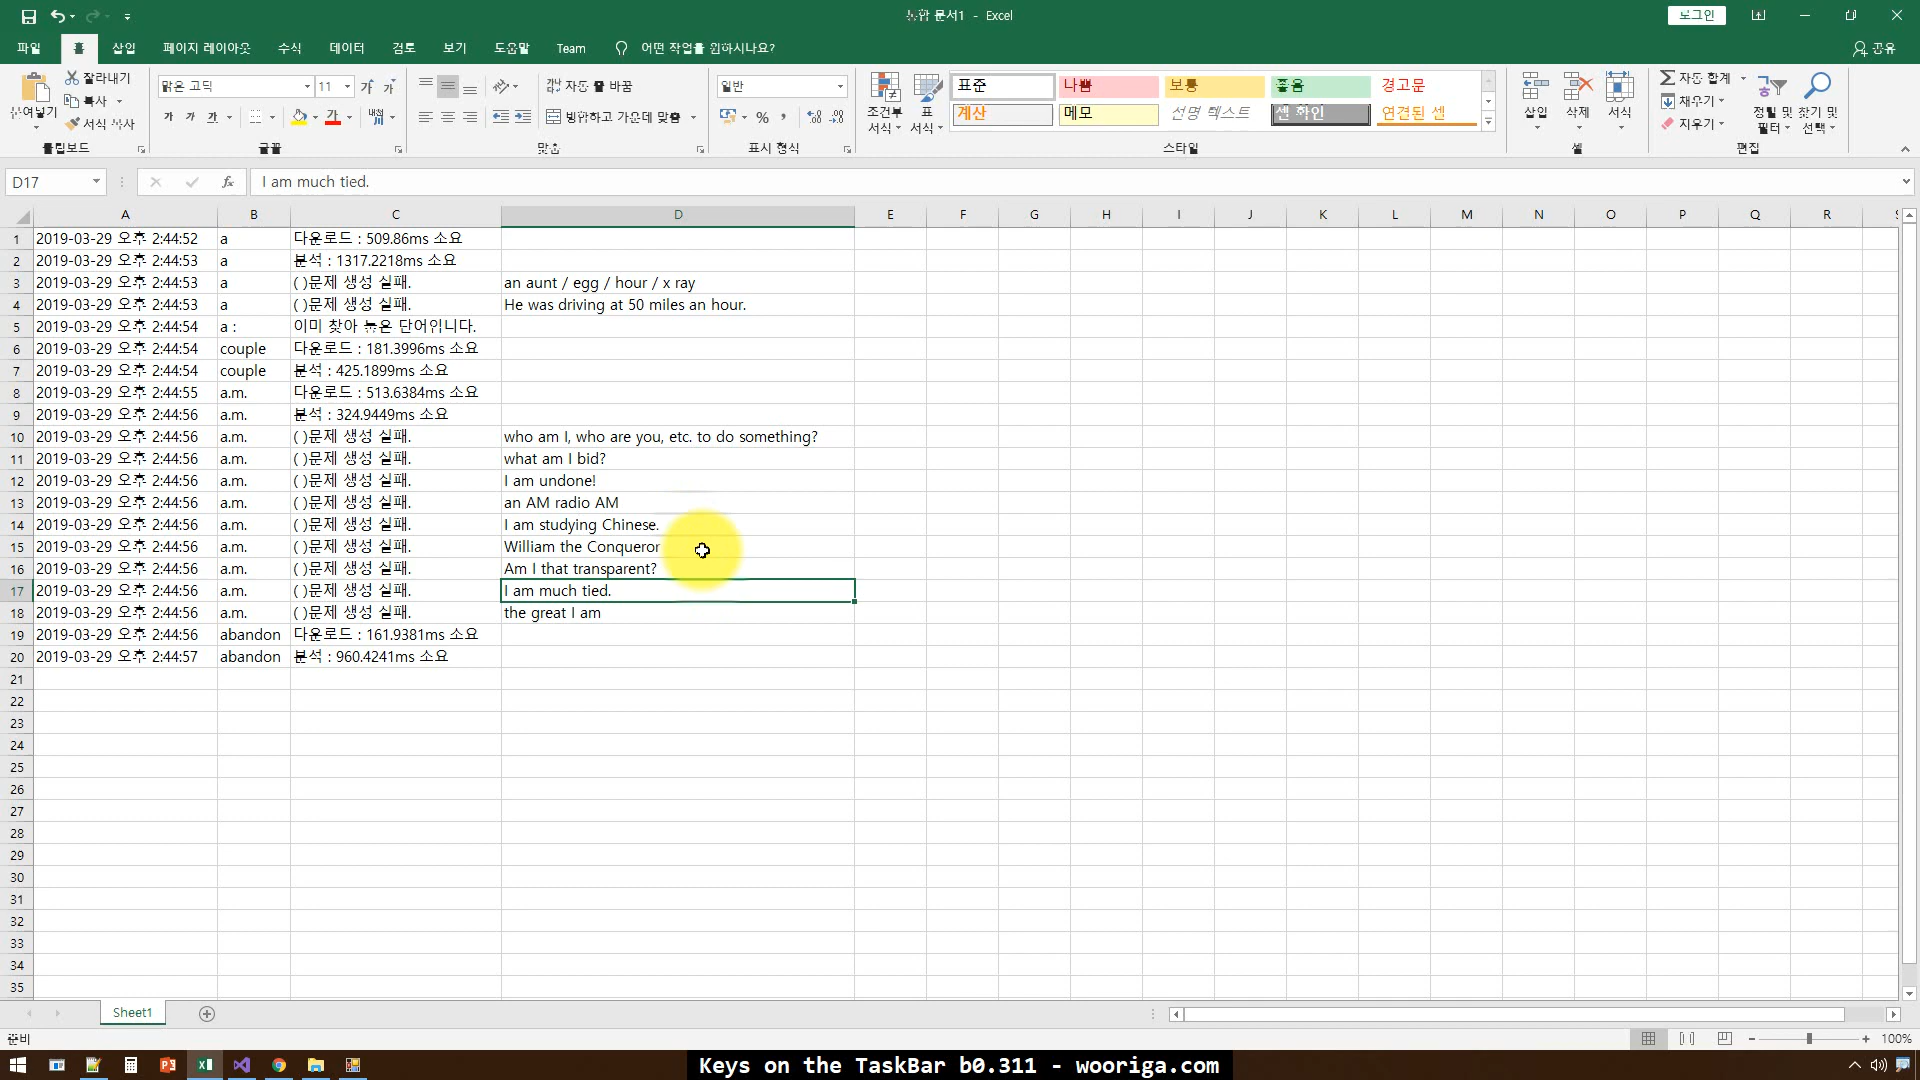 통합 문서1 - Excel
로그인
파일 홈 삽입 페이지 레이아웃 수식 데이터 검토 보기 도움말 Team 어떤 작업을 원하시나요? 공유
붙여넣기 잘라내기 복사 서식 복사 클립보드
맑은 고딕 11 가 가 가 가 가 가 내천 글꼴
자동 줄 바꿈 병합하고 가운데 맞춤 맞춤
일반 % 표시 형식
조건부 서식 표 서식 표준 나쁨 보통 좋음 경고문
계산 메모 설명 텍스트 셀 확인 연결된 셀 스타일
삽입 삭제 서식 셀
자동 합계 채우기 지우기 정렬 및 필터 찾기 및 선택 편집
D17 fx I am much tied.
A B C D E F G H I J K L M N O P Q R S
1 2019-03-29 오후 2:44:52 a 다운로드 : 509.86ms 소요
2 2019-03-29 오후 2:44:53 a 분석 : 1317.2218ms 소요
3 2019-03-29 오후 2:44:53 a ( )문제 생성 실패. an aunt / egg / hour / x ray
4 2019-03-29 오후 2:44:53 a ( )문제 생성 실패. He was driving at 50 miles an hour.
5 2019-03-29 오후 2:44:54 a : 이미 찾아 놓은 단어입니다.
6 2019-03-29 오후 2:44:54 couple 다운로드 : 181.3996ms 소요
7 2019-03-29 오후 2:44:54 couple 분석 : 425.1899ms 소요
8 2019-03-29 오후 2:44:55 a.m. 다운로드 : 513.6384ms 소요
9 2019-03-29 오후 2:44:56 a.m. 분석 : 324.9449ms 소요
10 2019-03-29 오후 2:44:56 a.m. ( )문제 생성 실패. who am I, who are you, etc. to do something?
11 2019-03-29 오후 2:44:56 a.m. ( )문제 생성 실패. what am I bid?
12 2019-03-29 오후 2:44:56 a.m. ( )문제 생성 실패. I am undone!
13 2019-03-29 오후 2:44:56 a.m. ( )문제 생성 실패. an AM radio AM
14 2019-03-29 오후 2:44:56 a.m. ( )문제 생성 실패. I am studying Chinese.
15 2019-03-29 오후 2:44:56 a.m. ( )문제 생성 실패. William the Conqueror
16 2019-03-29 오후 2:44:56 a.m. ( )문제 생성 실패. Am I that transparent?
17 2019-03-29 오후 2:44:56 a.m. ( )문제 생성 실패. I am much tied.
18 2019-03-29 오후 2:44:56 a.m. ( )문제 생성 실패. the great I am
19 2019-03-29 오후 2:44:56 abandon 다운로드 : 161.9381ms 소요
20 2019-03-29 오후 2:44:57 abandon 분석 : 960.4241ms 소요
21
22
23
24
25
26
27
28
29
30
31
32
33
34
35
Sheet1
준비 100%
Keys on the TaskBar b0.311 - wooriga.com